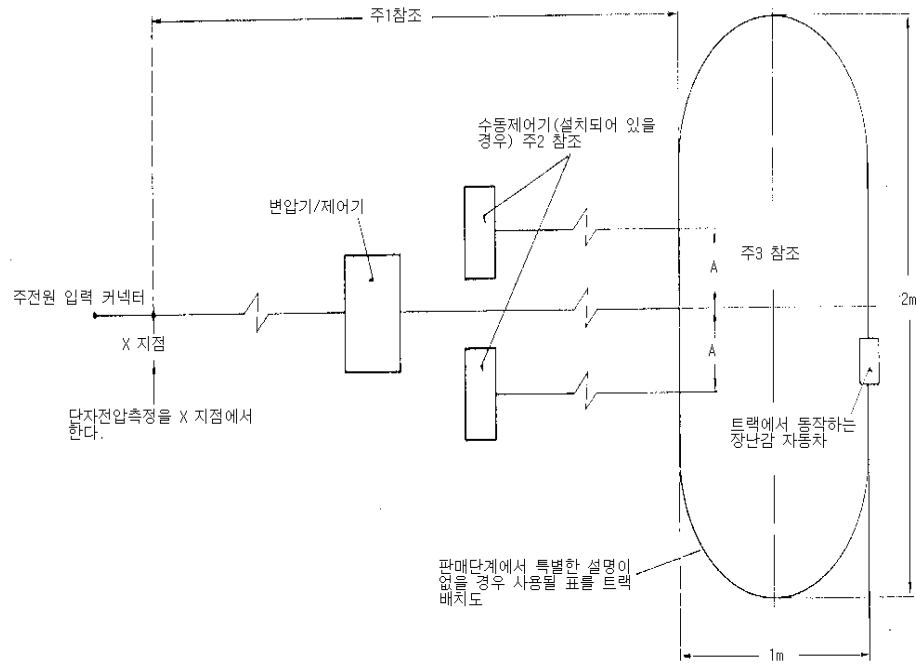 주1참조
수동제어기(설치되어 있을
경우) 주2 참조
변압기/제어기
주3 참조
A
주전원 입력 커넥터
2m
X 지점
A
단자전압측정을 X 지점에서
한다.
트랙에서 동작하는
장난감 자동차
판매단계에서 특별한 설명이
없을 경우 사용될 표를 트랙
배치도
1m